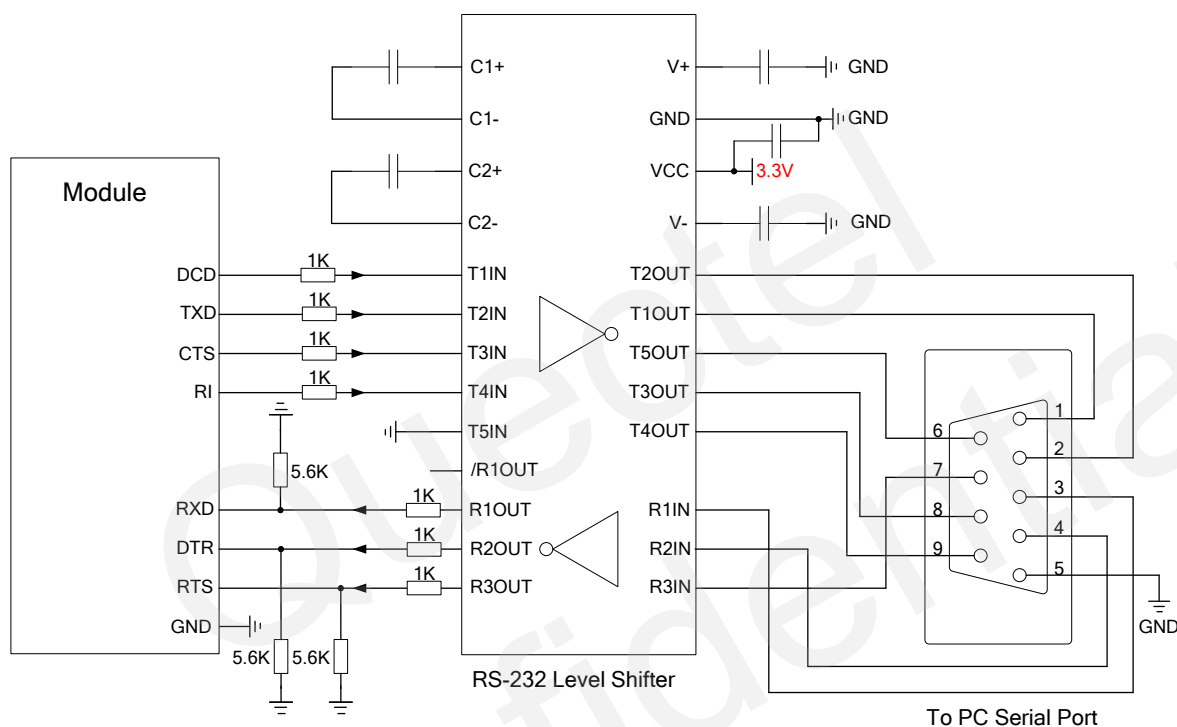 Module
DCD
TXD
CTS
RI
RXD
DTR
RTS
GND
1K
1K
1K
1K
5.6K
1K
1K
1K
5.6K
5.6K
C1+
C1-
C2+
C2-
T1IN
T2IN
T3IN
T4IN
T5IN
/R1OUT
R1OUT
R2OUT
R3OUT
V+
GND
VCC
V-
T2OUT
T1OUT
T5OUT
T3OUT
T4OUT
R1IN
R2IN
R3IN
GND
GND
3.3V
GND
6
7
8
9
1
2
3
4
5
GND
RS-232 Level Shifter
To PC Serial Port
Quectel
fidentia